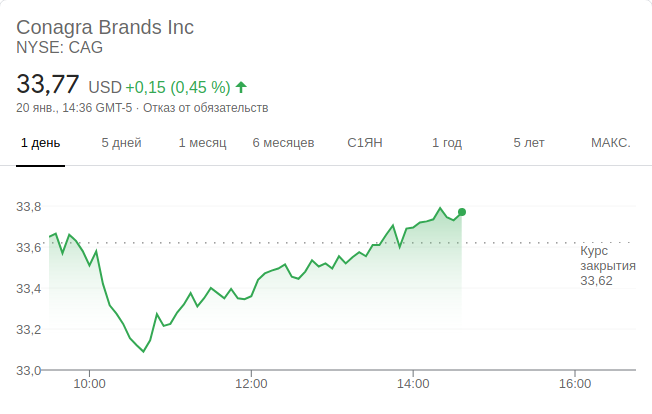 Conagra Brands Inc
NYSE: CAG
33,77 USD +0,15 (0,45 %)
20 янв., 14:36 GMT-5 · Отказ от обязательств
1 день 5 дней 1 месяц 6 месяцев С1ЯН 1 год 5 лет МАКС.
33,8
33,6
Курс
закрытия
33,62
33,4
33,2
33,0
10:00 12:00 14:00 16:00